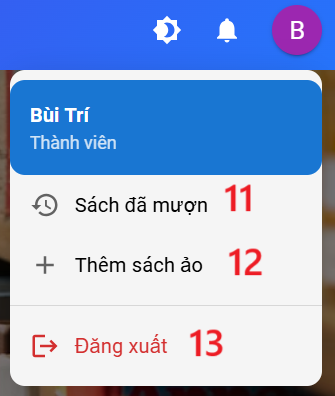 B
Bùi Trí
Thành viên
Sách đã mượn 11
Thêm sách ảo 12
Đăng xuất 13